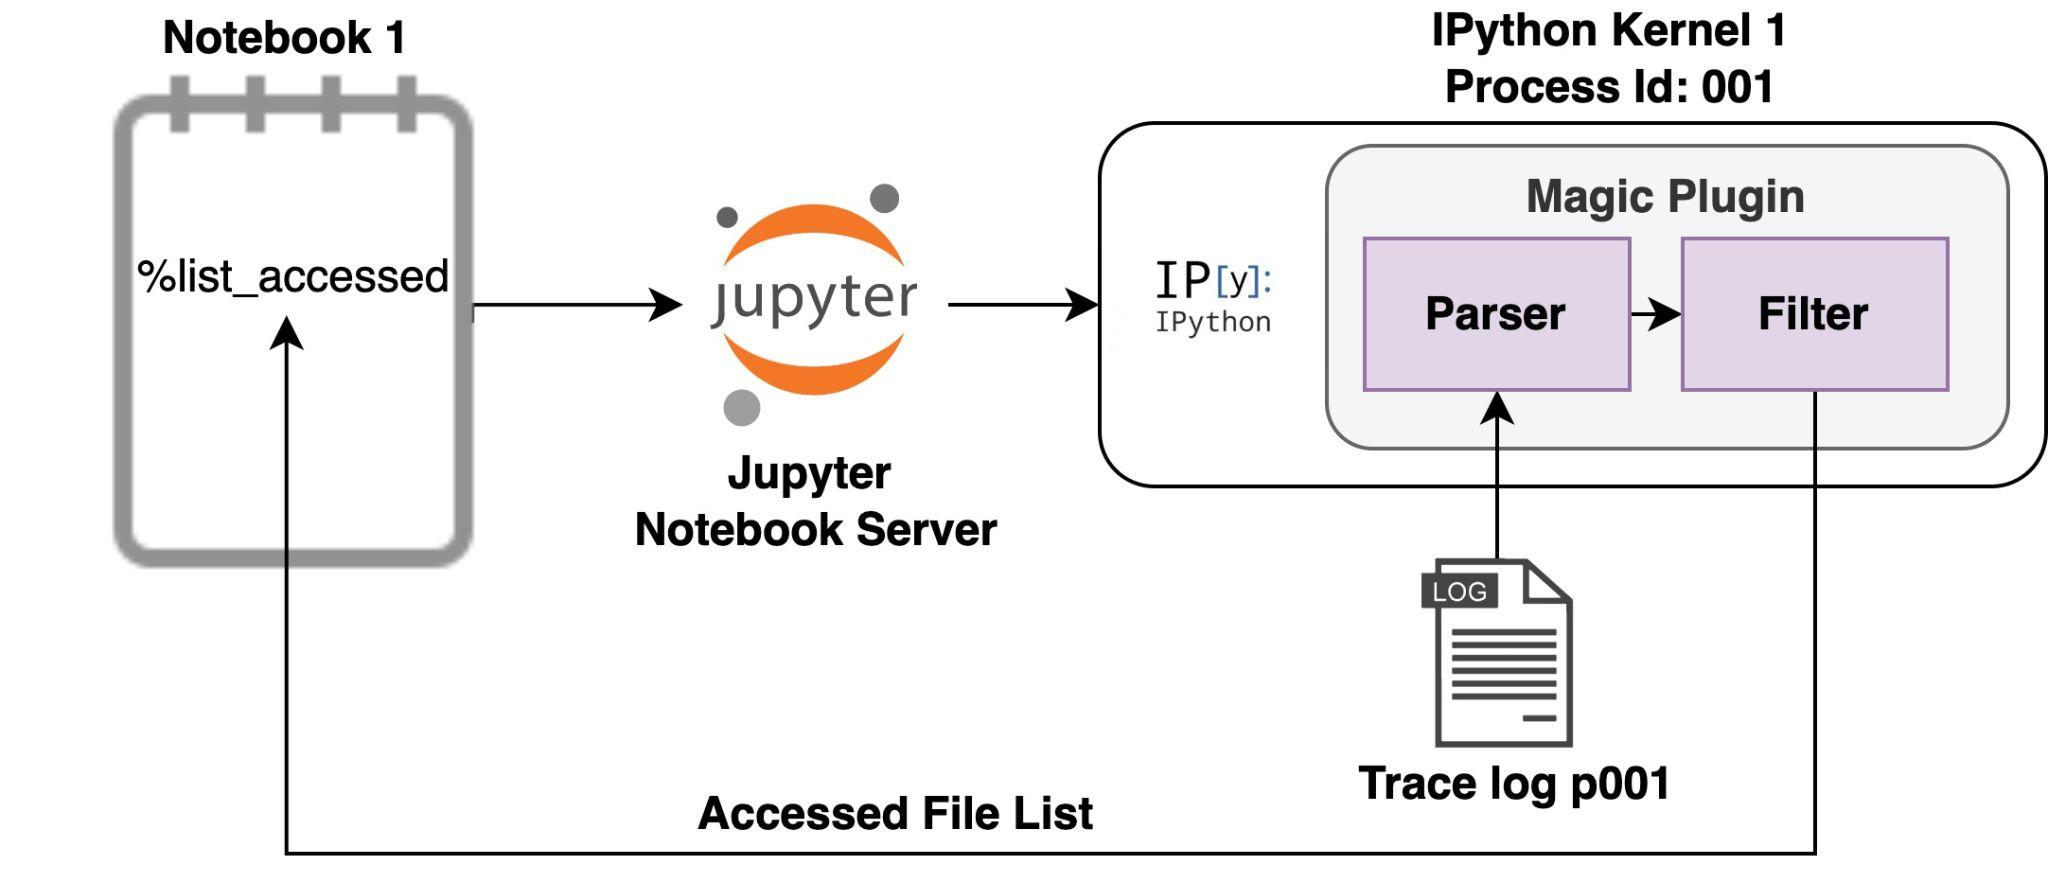 Notebook 1
%list_accessed
jupyter
Jupyter
Notebook Server
IPython Kernel 1
Process Id: 001
IP[y]:
IPython
Magic Plugin
Parser
Filter
LOG
Trace log p001
Accessed File List